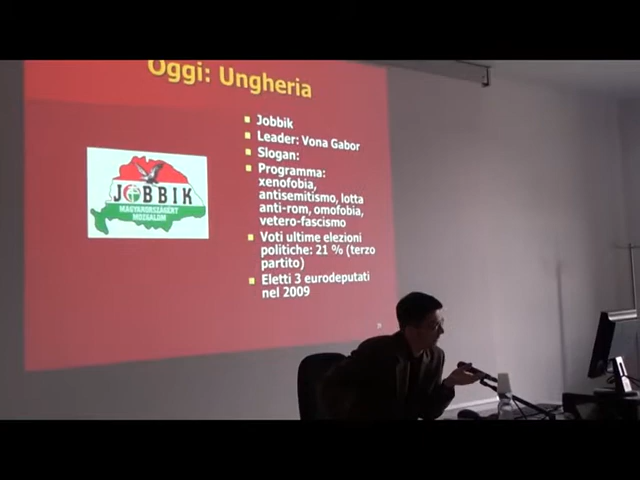 Oggi: Ungheria
JOBBIK
MAGYARORSZÁGÉRT
MOZGALOM
Jobbik
Leader: Vona Gabor
Slogan:
Programma:
xenofobia,
antisemitismo, lotta
anti-rom, omofobia,
vetero-fascismo
Voti ultime elezioni
politiche: 21 % (terzo
partito)
Eletti 3 eurodeputati
nel 2009